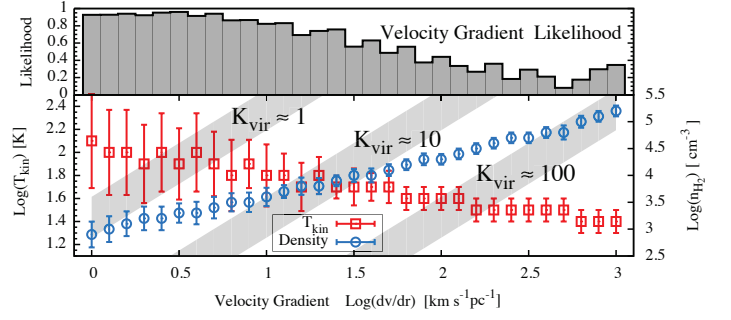 Velocity Gradient Likelihood
Likelihood
1
0.8
0.6
0.4
0.2
0
K_vir ≈ 1
K_vir ≈ 10
K_vir ≈ 100
Log(T_kin) [K]
2.4
2.2
2
1.8
1.6
1.4
1.2
5.5
5
4.5
4
3.5
3
2.5
Log(n_H₂) [cm⁻³]
T_kin
Density
0 0.5 1 1.5 2 2.5 3
Velocity Gradient Log(dv/dr) [km s⁻¹pc⁻¹]